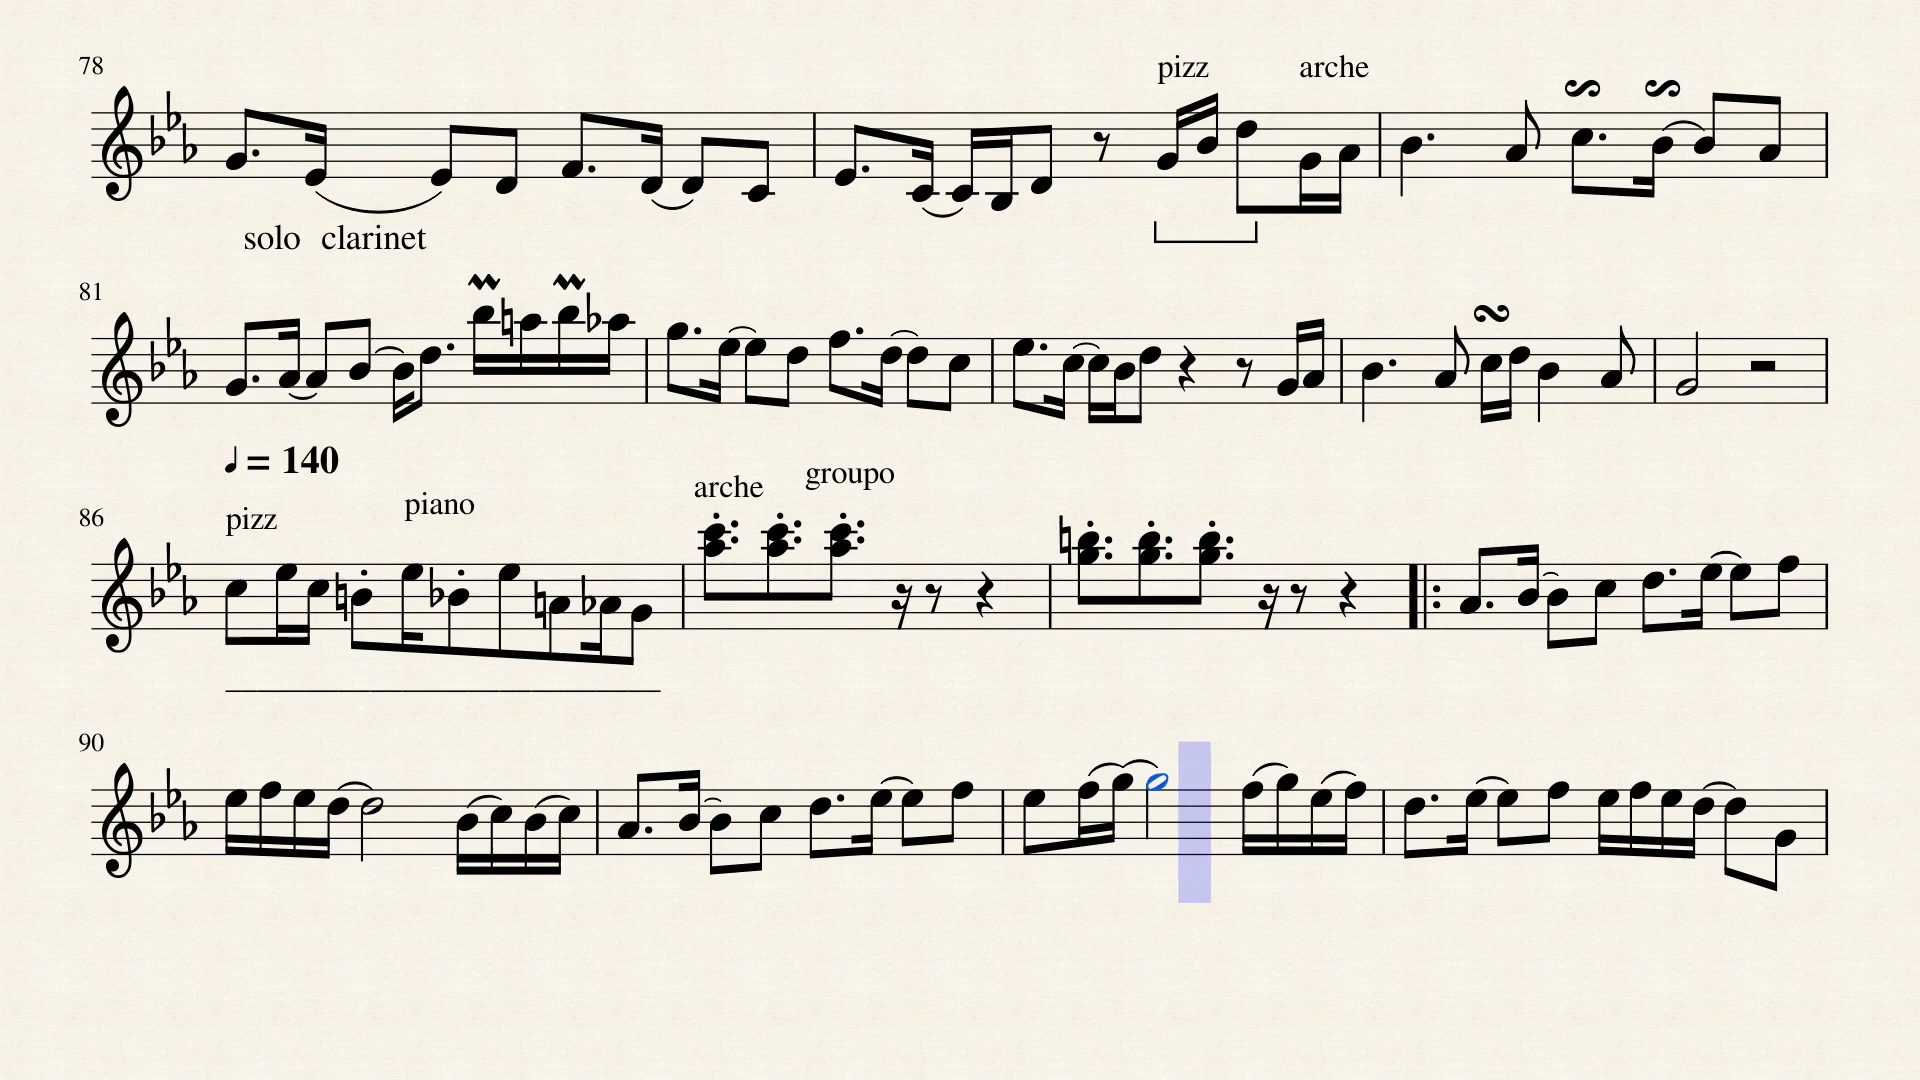 78
pizz arche
solo clarinet
81
♩ = 140
groupo
arche
piano
pizz
86
90